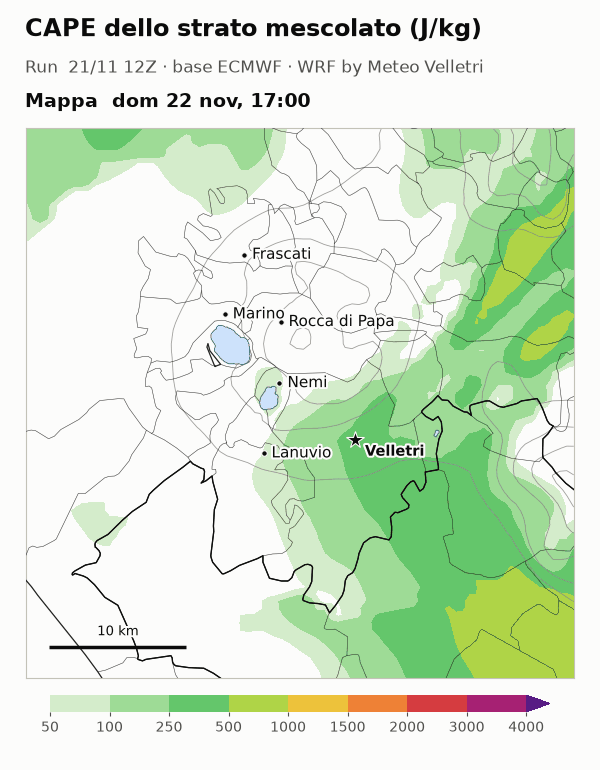 CAPE dello strato mescolato (J/kg)
Run  21/11 12Z · base ECMWF · WRF by Meteo Velletri
Mappa  dom 22 nov, 17:00
Frascati
Marino
Rocca di Papa
Nemi
Velletri
Lanuvio
10 km
50 100 250 500 1000 1500 2000 3000 4000